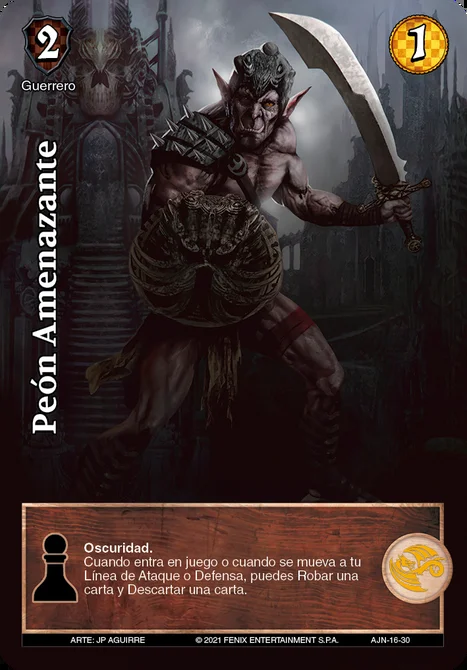 2
1
Guerrero
Peón Amenazante
Oscuridad.
Cuando entra en juego o cuando se mueva a tu
Línea de Ataque o Defensa, puedes Robar una
carta y Descartar una carta.
ARTE: JP AGUIRRE © 2021 FENIX ENTERTAINMENT S.P.A. AJN-16-30